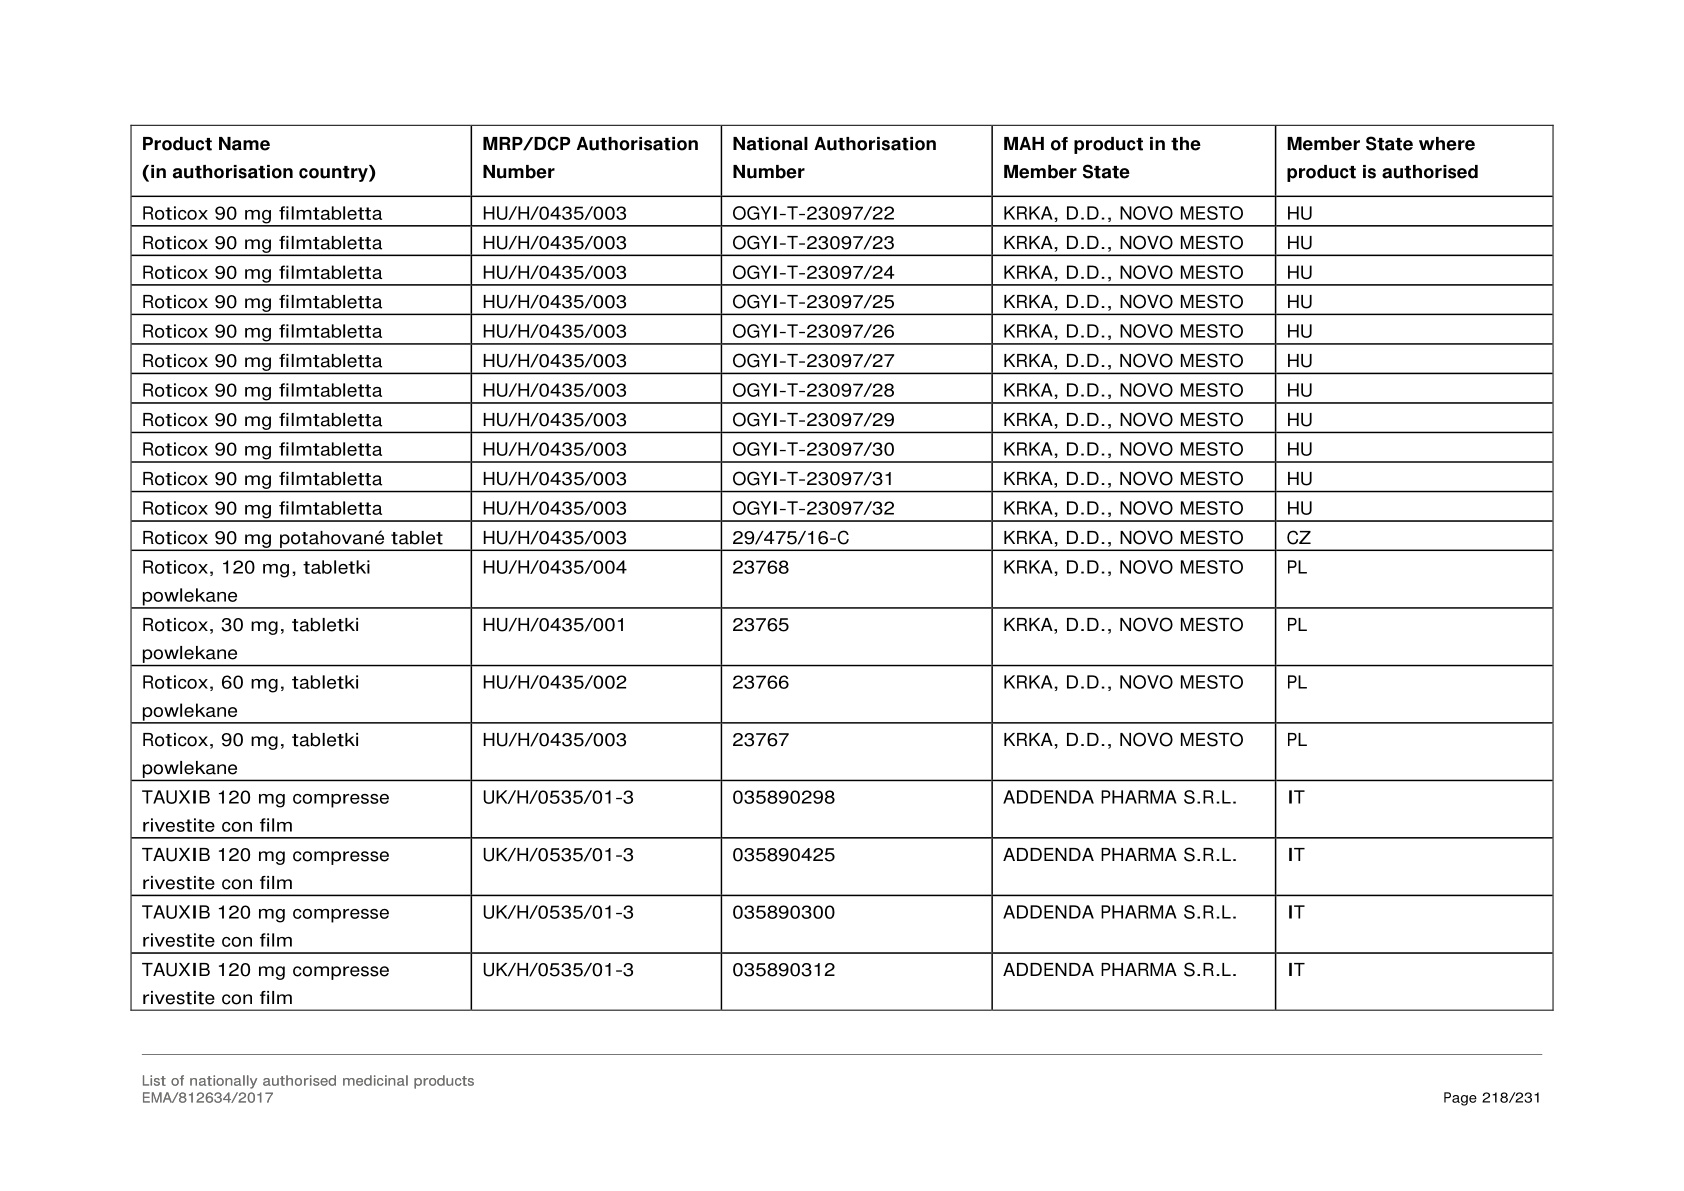 Product Name MRP/DCP Authorisation National Authorisation MAH of product in the Member State where
(in authorisation country) Number Number Member State product is authorised
Roticox 90 mg filmtabletta HU/H/0435/003 OGYI-T-23097/22 KRKA, D.D., NOVO MESTO HU
Roticox 90 mg filmtabletta HU/H/0435/003 OGYI-T-23097/23 KRKA, D.D., NOVO MESTO HU
Roticox 90 mg filmtabletta HU/H/0435/003 OGYI-T-23097/24 KRKA, D.D., NOVO MESTO HU
Roticox 90 mg filmtabletta HU/H/0435/003 OGYI-T-23097/25 KRKA, D.D., NOVO MESTO HU
Roticox 90 mg filmtabletta HU/H/0435/003 OGYI-T-23097/26 KRKA, D.D., NOVO MESTO HU
Roticox 90 mg filmtabletta HU/H/0435/003 OGYI-T-23097/27 KRKA, D.D., NOVO MESTO HU
Roticox 90 mg filmtabletta HU/H/0435/003 OGYI-T-23097/28 KRKA, D.D., NOVO MESTO HU
Roticox 90 mg filmtabletta HU/H/0435/003 OGYI-T-23097/29 KRKA, D.D., NOVO MESTO HU
Roticox 90 mg filmtabletta HU/H/0435/003 OGYI-T-23097/30 KRKA, D.D., NOVO MESTO HU
Roticox 90 mg filmtabletta HU/H/0435/003 OGYI-T-23097/31 KRKA, D.D., NOVO MESTO HU
Roticox 90 mg filmtabletta HU/H/0435/003 OGYI-T-23097/32 KRKA, D.D., NOVO MESTO HU
Roticox 90 mg potahované tablet HU/H/0435/003 29/475/16-C KRKA, D.D., NOVO MESTO CZ
Roticox, 120 mg, tabletki HU/H/0435/004 23768 KRKA, D.D., NOVO MESTO PL
powlekane
Roticox, 30 mg, tabletki HU/H/0435/001 23765 KRKA, D.D., NOVO MESTO PL
powlekane
Roticox, 60 mg, tabletki HU/H/0435/002 23766 KRKA, D.D., NOVO MESTO PL
powlekane
Roticox, 90 mg, tabletki HU/H/0435/003 23767 KRKA, D.D., NOVO MESTO PL
powlekane
TAUXIB 120 mg compresse UK/H/0535/01-3 035890298 ADDENDA PHARMA S.R.L. IT
rivestite con film
TAUXIB 120 mg compresse UK/H/0535/01-3 035890425 ADDENDA PHARMA S.R.L. IT
rivestite con film
TAUXIB 120 mg compresse UK/H/0535/01-3 035890300 ADDENDA PHARMA S.R.L. IT
rivestite con film
TAUXIB 120 mg compresse UK/H/0535/01-3 035890312 ADDENDA PHARMA S.R.L. IT
rivestite con film
List of nationally authorised medicinal products
EMA/812634/2017 Page 218/231